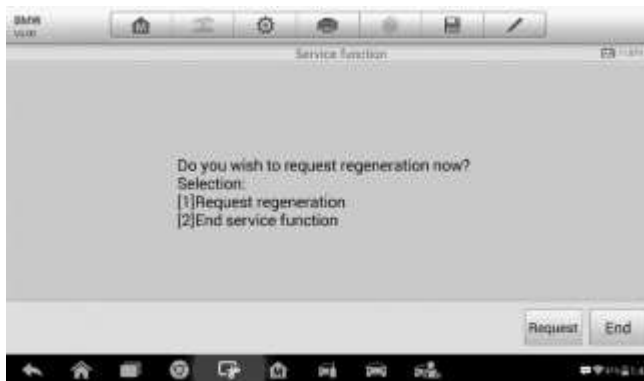 BMW
Service function
Do you wish to request regeneration now?
Selection:
[1]Request regeneration
[2]End service function
Request
End